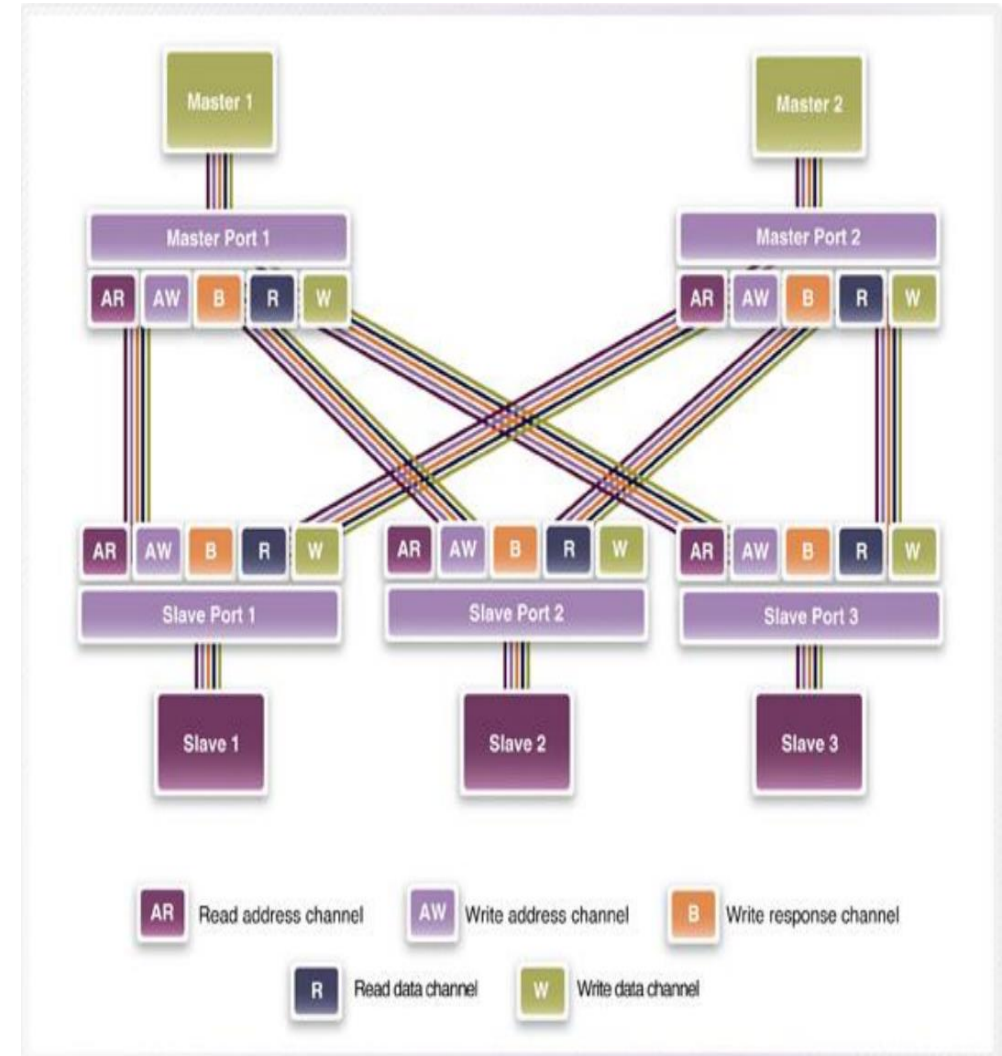 Master 1
Master 2
Master Port 1
Master Port 2
AR AW B R W
AR AW B R W
AR AW B R W
AR AW B R W
AR AW B R W
Slave Port 1
Slave Port 2
Slave Port 3
Slave 1
Slave 2
Slave 3
AR Read address channel
AW Write address channel
B Write response channel
R Read data channel
W Write data channel